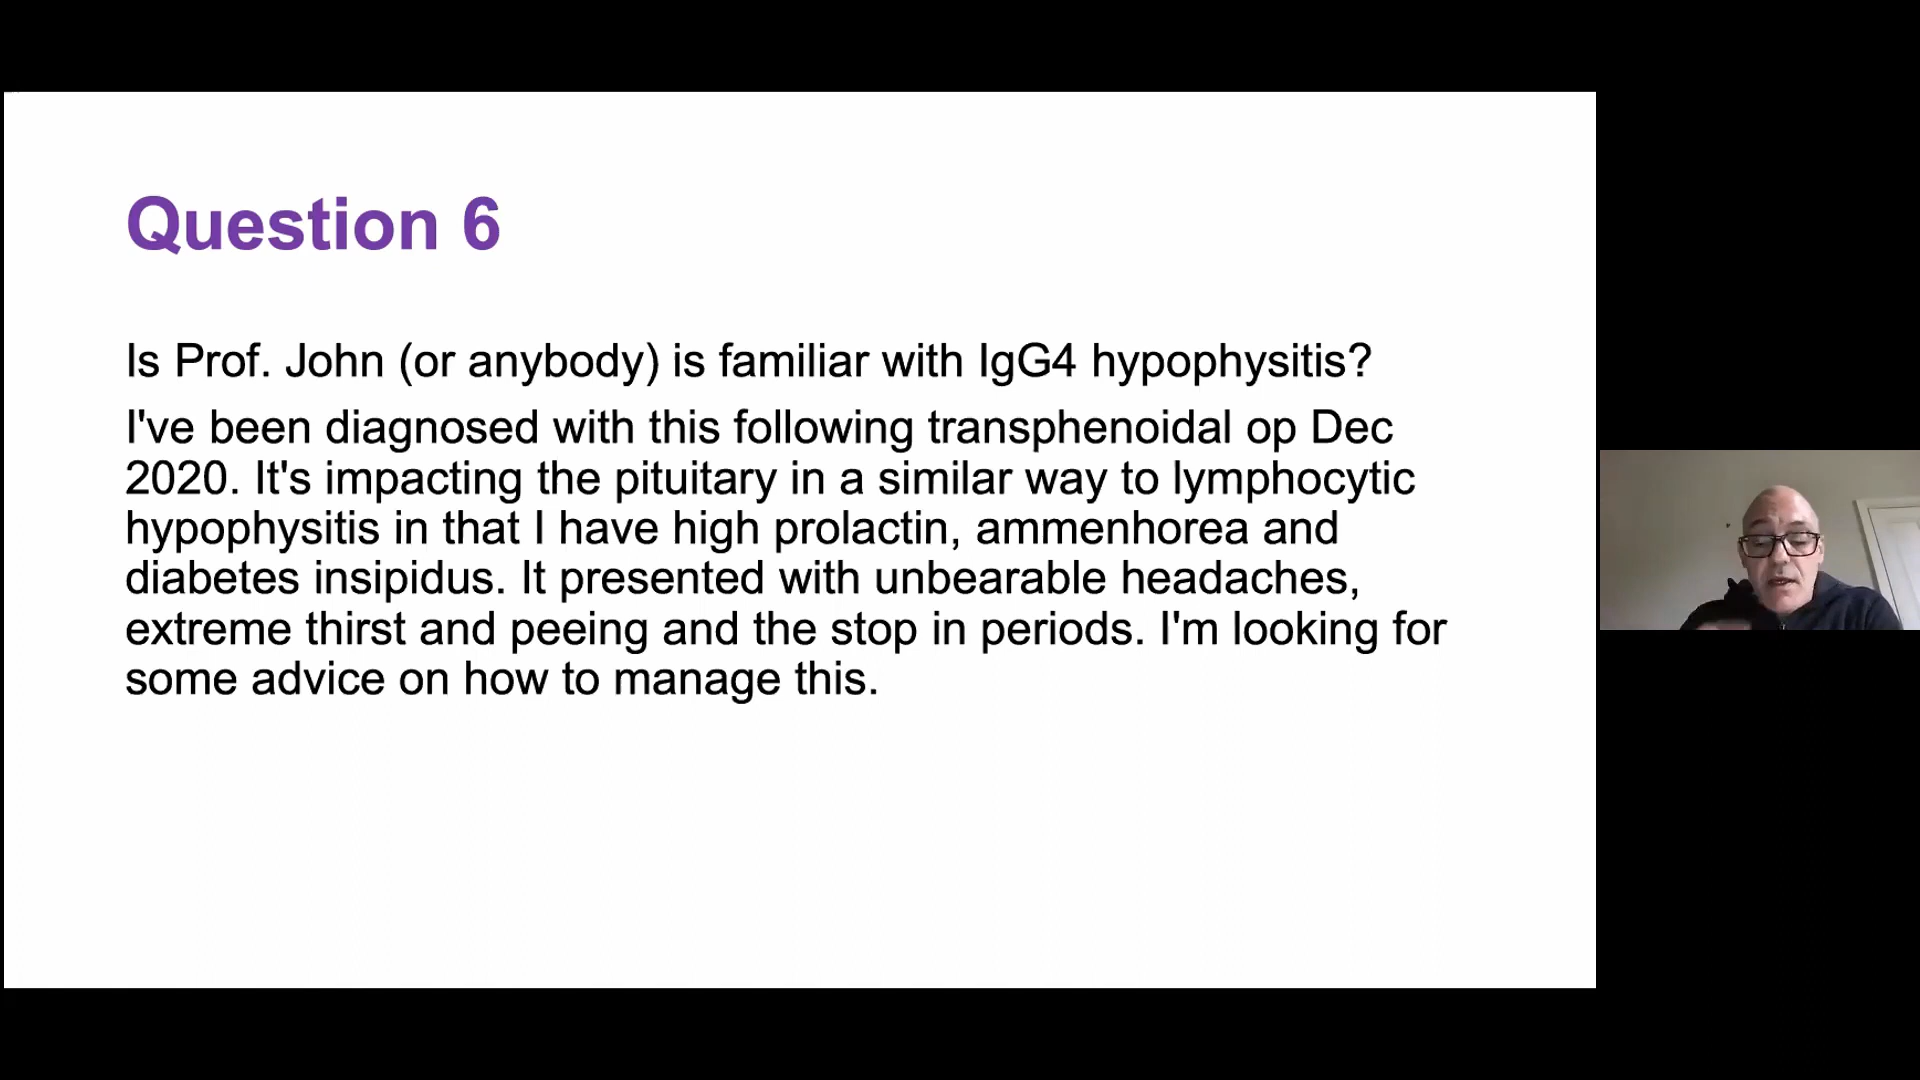 Question 6
Is Prof. John (or anybody) is familiar with IgG4 hypophysitis?
I've been diagnosed with this following transphenoidal op Dec
2020. It's impacting the pituitary in a similar way to lymphocytic
hypophysitis in that I have high prolactin, ammenhorea and
diabetes insipidus. It presented with unbearable headaches,
extreme thirst and peeing and the stop in periods. I'm looking for
some advice on how to manage this.